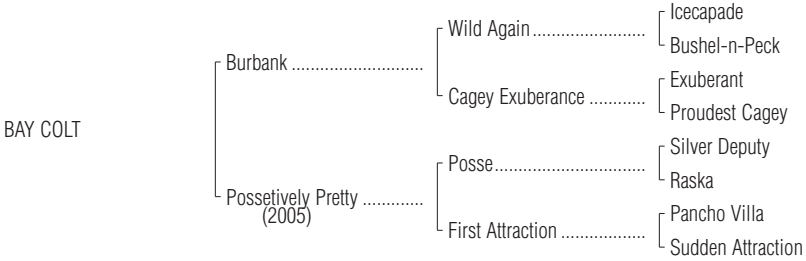 Icecapade
Wild Again........................
Bushel-n-Peck
Burbank ............................
Exuberant
Cagey Exuberance ............
Proudest Cagey
BAY COLT
Silver Deputy
Posse................................
Raska
Possetively Pretty .............
(2005)
Pancho Villa
First Attraction ..................
Sudden Attraction